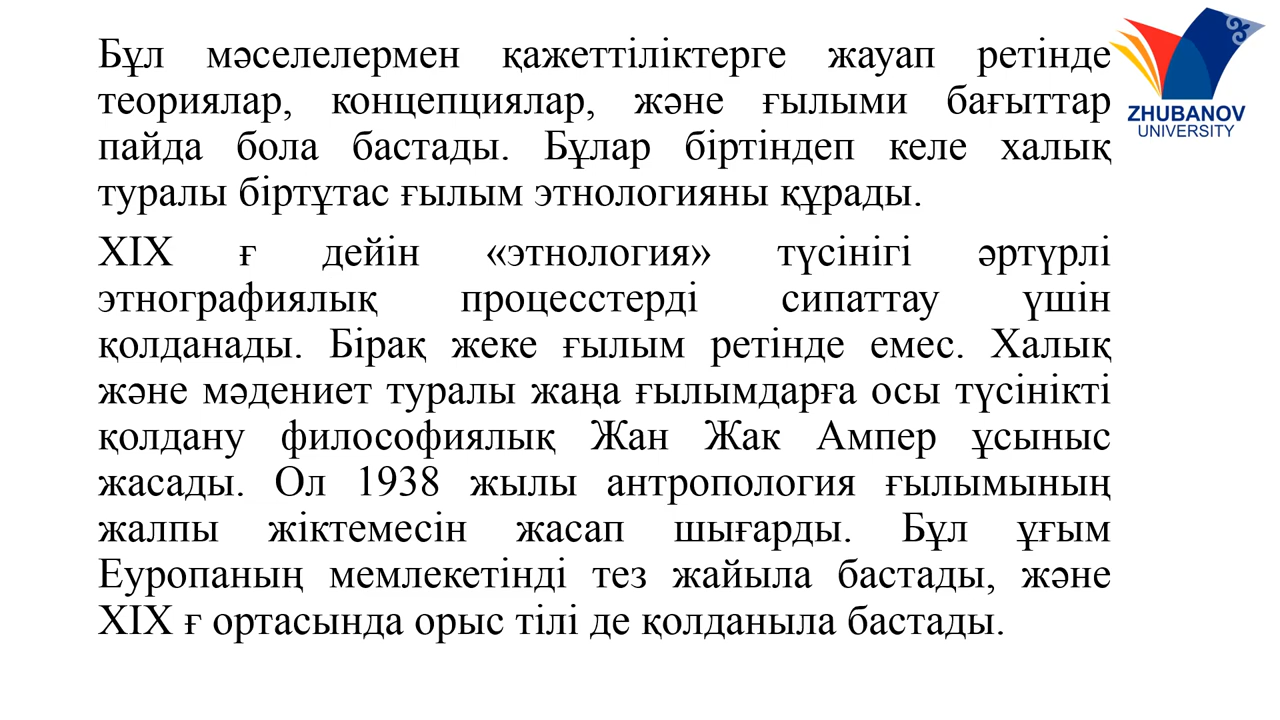 Бұл мәселелермен қажеттіліктерге жауап ретінде
теориялар, концепциялар, және ғылыми бағыттар
пайда бола бастады. Бұлар біртіндеп келе халық
туралы біртұтас ғылым этнологияны құрады.
XIX ғ дейін «этнология» түсінігі әртүрлі
этнографиялық процесстерді сипаттау үшін
қолданады. Бірақ жеке ғылым ретінде емес. Халық
және мәдениет туралы жаңа ғылымдарға осы түсінікті
қолдану философиялық Жан Жак Ампер ұсыныс
жасады. Ол 1938 жылы антропология ғылымының
жалпы жіктемесін жасап шығарды. Бұл ұғым
Еуропаның мемлекетінді тез жайыла бастады, және
XIX ғ ортасында орыс тілі де қолданыла бастады.
ZHUBANOV
UNIVERSITY